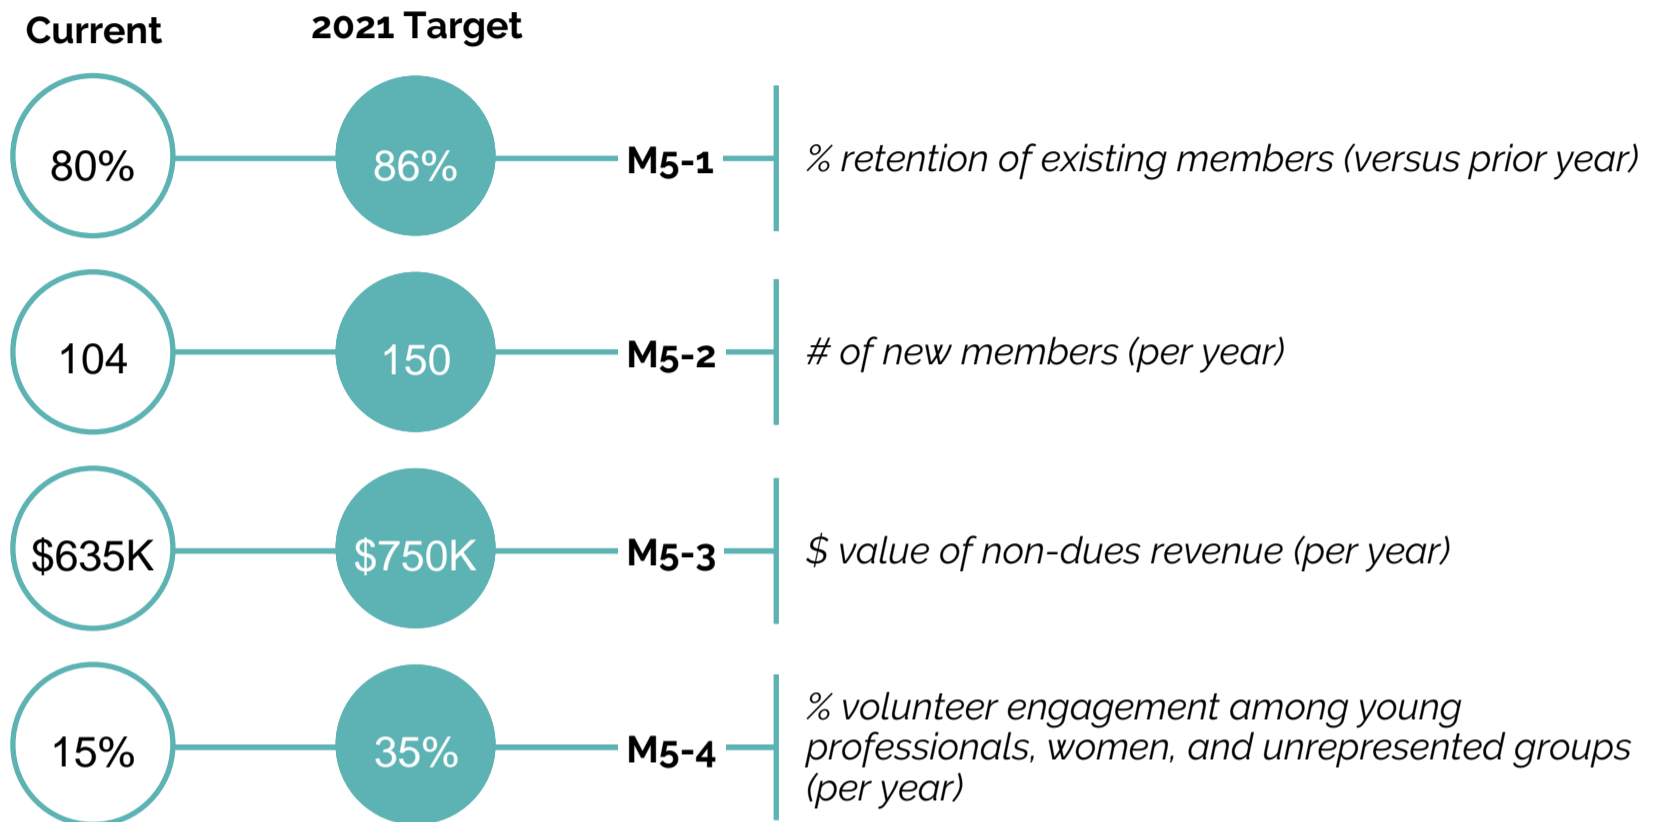 Current
2021 Target
80%
86%
M5-1
% retention of existing members (versus prior year)
104
150
M5-2
# of new members (per year)
$635K
$750K
M5-3
$ value of non-dues revenue (per year)
15%
35%
M5-4
% volunteer engagement among young
professionals, women, and unrepresented groups
(per year)